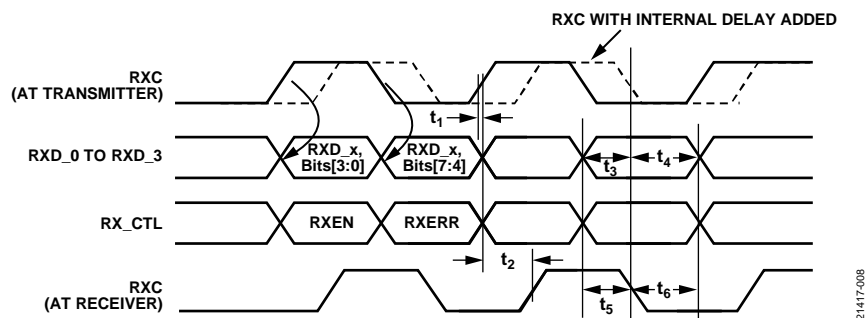 RXC WITH INTERNAL DELAY ADDED
RXC
(AT TRANSMITTER)
t1
RXD_0 TO RXD_3
RXD_x,
Bits[3:0]
RXD_x,
Bits[7:4]
t3
t4
RX_CTL
RXEN
RXERR
t2
RXC
(AT RECEIVER)
t5
t6
21417-008